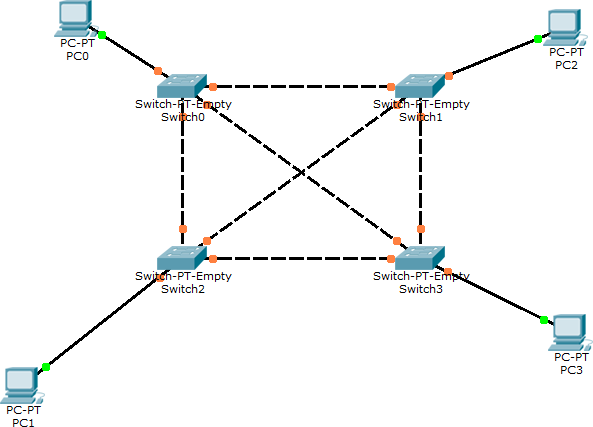 PC-PT
PC0
PC-PT
PC2
Switch-PT-Empty
Switch0
Switch-PT-Empty
Switch1
Switch-PT-Empty
Switch2
Switch-PT-Empty
Switch3
PC-PT
PC3
PC-PT
PC1